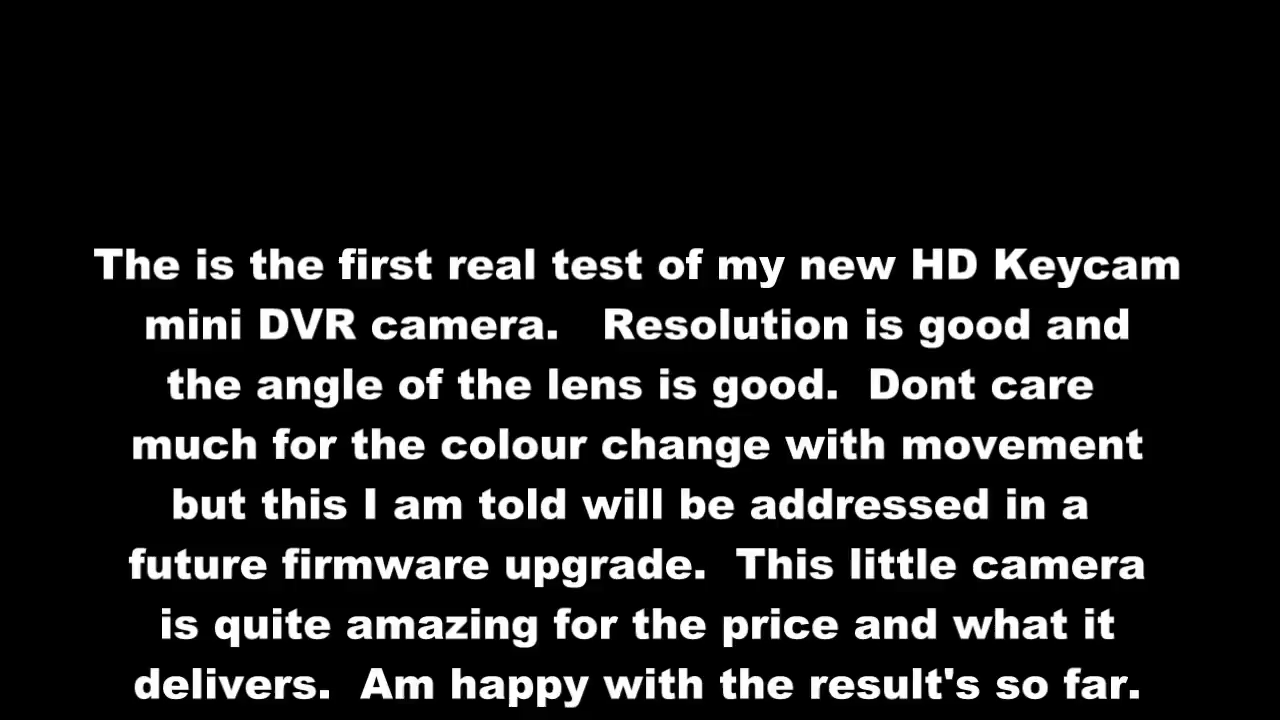 The is the first real test of my new HD Keycam
mini DVR camera.   Resolution is good and
the angle of the lens is good.  Dont care
much for the colour change with movement
but this I am told will be addressed in a
future firmware upgrade.  This little camera
is quite amazing for the price and what it
delivers.  Am happy with the result's so far.